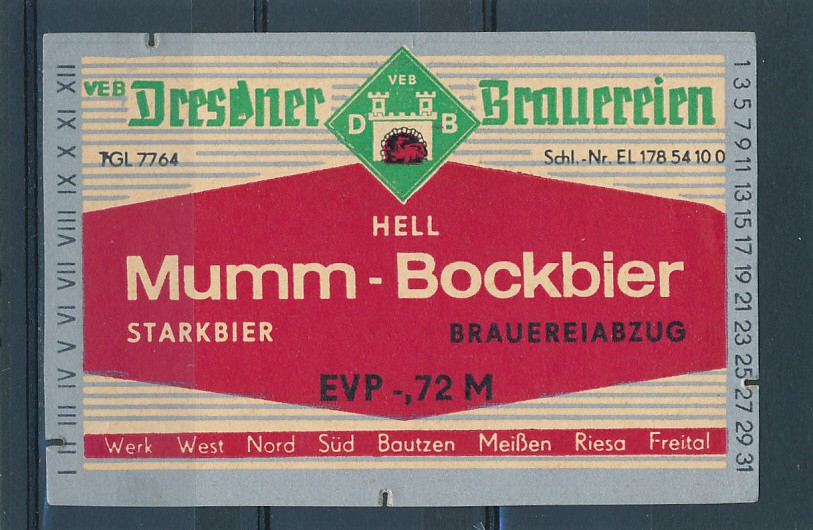 VEB Dresdner Brauereien
VEB
D B
TGL 7764
Schl.-Nr. EL 178 54 10 0
HELL
Mumm - Bockbier
STARKBIER BRAUEREIABZUG
EVP -,72 M
Werk West Nord Süd Bautzen Meißen Riesa Freital
I II III IV V VI VII VIII IX X XI XII
1 3 5 7 9 11 13 15 17 19 21 23 25 27 29 31